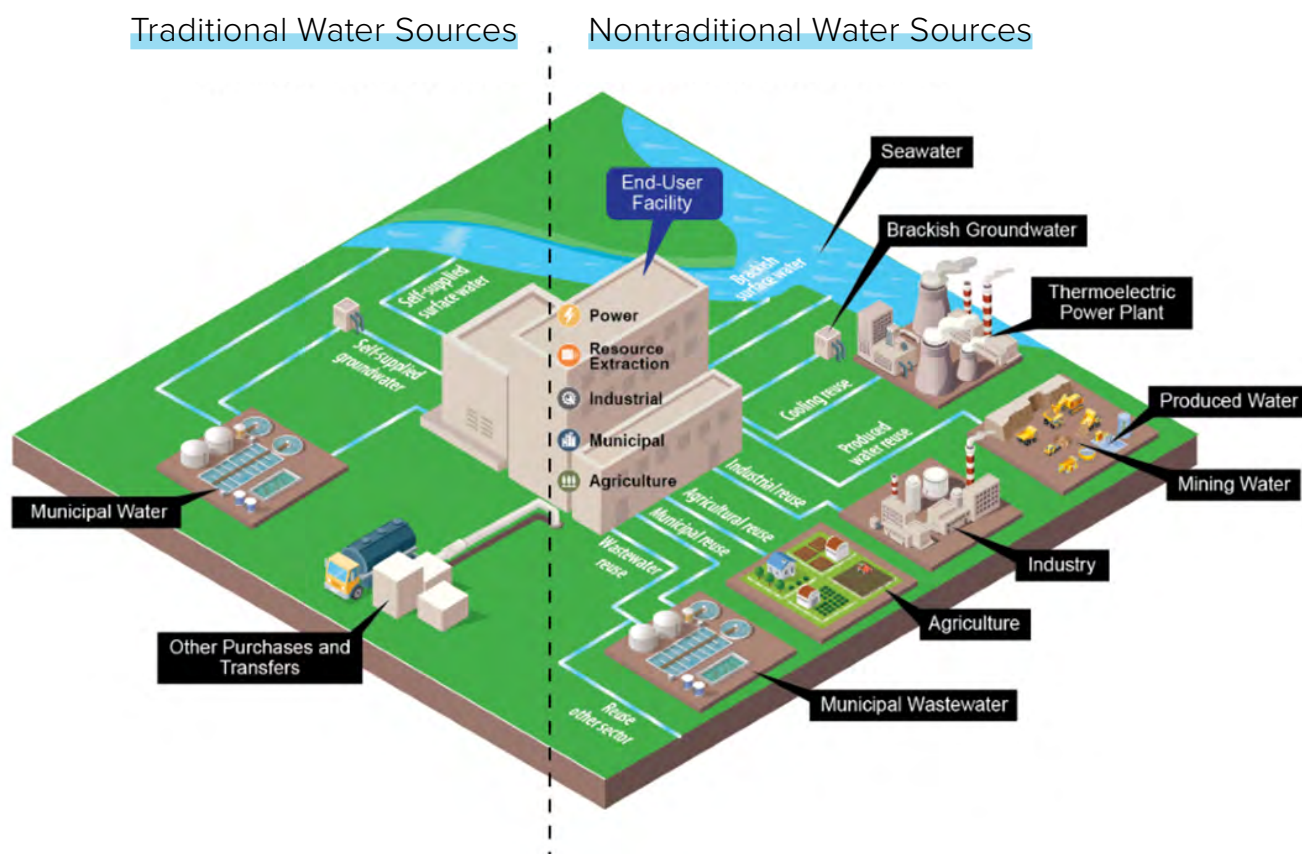 Traditional Water Sources
Nontraditional Water Sources
Seawater
End-User
Facility
Brackish Groundwater
Brackish
surface water
Self-supplied
surface water
Thermoelectric
Power Plant
Power
Self-supplied
groundwater
Resource
Extraction
Cooling reuse
Industrial
Produced Water
Produced
water reuse
Municipal
Industrial reuse
Mining Water
Agriculture
Agricultural reuse
Municipal Water
Municipal reuse
Wastewater
reuse
Industry
Agriculture
Other Purchases and
Transfers
Municipal Wastewater
Reuse
other sector